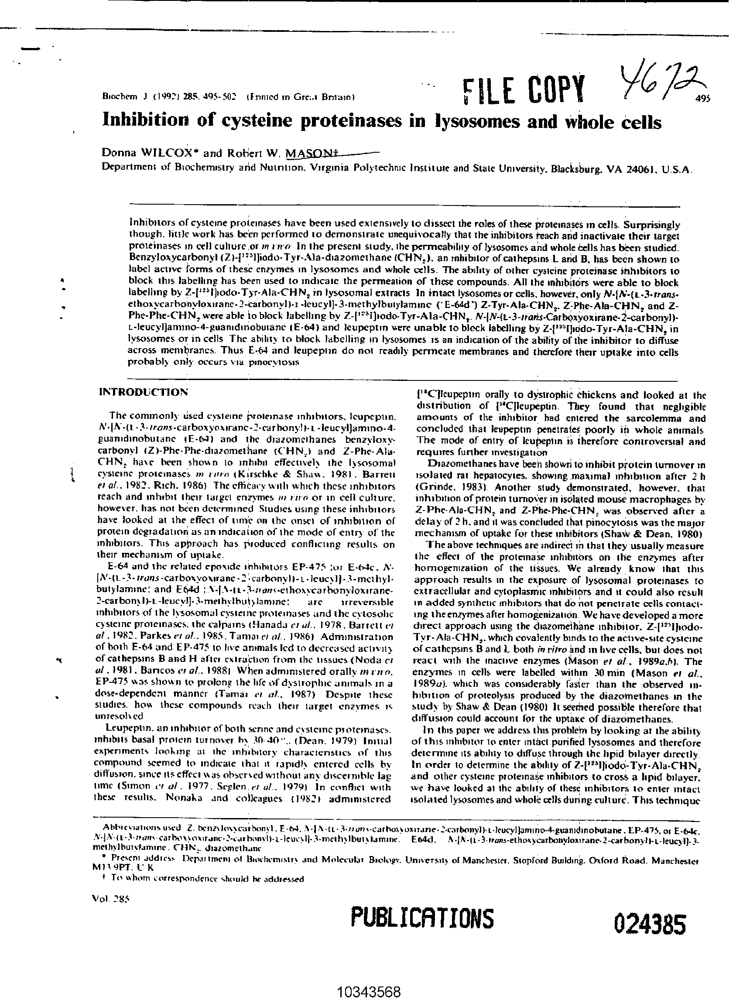 FILE COPY 4672
Biochem J (1992) 285, 495-502 (Printed in Great Britain)
495
Inhibition of cysteine proteinases in lysosomes and whole cells
Donna WILCOX* and Robert W. MASON‡
Department of Biochemistry and Nutrition, Virginia Polytechnic Institute and State University, Blacksburg, VA 24061, U.S.A.
Inhibitors of cysteine proteinases have been used extensively to dissect the roles of these proteinases in cells. Surprisingly
though, little work has been performed to demonstrate unequivocally that the inhibitors reach and inactivate their target
proteinases in cell culture or in vivo In the present study, the permeability of lysosomes and whole cells has been studied.
Benzyloxycarbonyl (Z)-[¹²⁵I]iodo-Tyr-Ala-diazomethane (CHN₂), an inhibitor of cathepsins L and B, has been shown to
label active forms of these enzymes in lysosomes and whole cells. The ability of other cysteine proteinase inhibitors to
block this labelling has been used to indicate the permeation of these compounds. All the inhibitors were able to block
labelling by Z-[¹²⁵I]iodo-Tyr-Ala-CHN₂ in lysosomal extracts In intact lysosomes or cells, however, only N-[N-(L-3-trans-
ethoxycarbonyloxirane-2-carbonyl)-L-leucyl]-3-methylbutylamine ('E-64d') Z-Tyr-Ala-CHN₂, Z-Phe-Ala-CHN₂ and Z-
Phe-Phe-CHN₂ were able to block labelling by Z-[¹²⁵I]iodo-Tyr-Ala-CHN₂. N-[N-(L-3-trans-Carboxyoxirane-2-carbonyl)-
L-leucyl]amino-4-guanidinobutane (E-64) and leupeptin were unable to block labelling by Z-[¹²⁵I]iodo-Tyr-Ala-CHN₂ in
lysosomes or in cells The ability to block labelling in lysosomes is an indication of the ability of the inhibitor to diffuse
across membranes. Thus E-64 and leupeptin do not readily permeate membranes and therefore their uptake into cells
probably only occurs via pinocytosis
INTRODUCTION
The commonly used cysteine proteinase inhibitors, leupeptin,
N-[N-(L-3-trans-carboxyoxirane-2-carbonyl)-L-leucyl]amino-4-
guanidinobutane (E-64) and the diazomethanes benzyloxy-
carbonyl (Z)-Phe-Phe-diazomethane (CHN₂) and Z-Phe-Ala-
CHN₂ have been shown to inhibit effectively the lysosomal
cysteine proteinases in vitro (Kirschke & Shaw, 1981, Barrett
et al., 1982, Rich, 1986) The efficacy with which these inhibitors
reach and inhibit their target enzymes in vivo or in cell culture,
however, has not been determined Studies using these inhibitors
have looked at the effect of time on the onset of inhibition of
protein degradation as an indication of the mode of entry of the
inhibitors. This approach has produced conflicting results on
their mechanism of uptake.
E-64 and the related epoxide inhibitors EP-475 (or E-64c, N-
[N-(L-3-trans-carboxyoxirane-2-carbonyl)-L-leucyl]-3-methyl-
butylamine) and E64d (N-[N-(L-3-trans-ethoxycarbonyloxirane-
2-carbonyl)-L-leucyl]-3-methylbutylamine) are irreversible
inhibitors of the lysosomal cysteine proteinases and the cytosolic
cysteine proteinases, the calpains (Hanada et al., 1978, Barrett et
al, 1982, Parkes et al., 1985, Tamai et al., 1986) Administration
of both E-64 and EP-475 to live animals led to decreased activity
of cathepsins B and H after extraction from the tissues (Noda et
al, 1981, Baricos et al., 1988) When administered orally in vivo,
EP-475 was shown to prolong the life of dystrophic animals in a
dose-dependent manner (Tamai et al., 1987) Despite these
studies, how these compounds reach their target enzymes is
unresolved
Leupeptin, an inhibitor of both serine and cysteine proteinases,
inhibits basal protein turnover by 30-40% (Dean, 1979) Initial
experiments looking at the inhibitory characteristics of this
compound seemed to indicate that it rapidly entered cells by
diffusion, since its effect was observed without any discernible lag
time (Simon et al, 1977, Seglen et al., 1979) In conflict with
these results, Nonaka and colleagues (1982) administered
[¹⁴C]leupeptin orally to dystrophic chickens and looked at the
distribution of [¹⁴C]leupeptin. They found that negligible
amounts of the inhibitor had entered the sarcolemma and
concluded that leupeptin penetrates poorly in whole animals
The mode of entry of leupeptin is therefore controversial and
requires further investigation
Diazomethanes have been shown to inhibit protein turnover in
isolated rat hepatocytes, showing maximal inhibition after 2 h
(Grinde, 1983) Another study demonstrated, however, that
inhibition of protein turnover in isolated mouse macrophages by
Z-Phe-Ala-CHN₂ and Z-Phe-Phe-CHN₂ was observed after a
delay of 2 h, and it was concluded that pinocytosis was the major
mechanism of uptake for these inhibitors (Shaw & Dean, 1980)
The above techniques are indirect in that they usually measure
the effect of the proteinase inhibitors on the enzymes after
homogenization of the tissues. We already know that this
approach results in the exposure of lysosomal proteinases to
extracellular and cytoplasmic inhibitors and it could also result
in added synthetic inhibitors that do not penetrate cells contact-
ing the enzymes after homogenization. We have developed a more
direct approach using the diazomethane inhibitor, Z-[¹²⁵I]iodo-
Tyr-Ala-CHN₂, which covalently binds to the active-site cysteine
of cathepsins B and L both in vitro and in live cells, but does not
react with the inactive enzymes (Mason et al, 1989a,b). The
enzymes in cells were labelled within 30 min (Mason et al.,
1989a), which was considerably faster than the observed in-
hibition of proteolysis produced by the diazomethanes in the
study by Shaw & Dean (1980) It seemed possible therefore that
diffusion could account for the uptake of diazomethanes.
In this paper we address this problem by looking at the ability
of this inhibitor to enter intact purified lysosomes and therefore
determine its ability to diffuse through the lipid bilayer directly
In order to determine the ability of Z-[¹²⁵I]iodo-Tyr-Ala-CHN₂
and other cysteine proteinase inhibitors to cross a lipid bilayer,
we have looked at the ability of these inhibitors to enter intact
isolated lysosomes and whole cells during culture. This technique
Abbreviations used Z, benzyloxycarbonyl, E-64, N-[N-(L-3-trans-carboxyoxirane-2-carbonyl)-L-leucyl]amino-4-guanidinobutane, EP-475, or E-64c,
N-[N-(L-3-trans-carboxyoxirane-2-carbonyl)-L-leucyl]-3-methylbutylamine, E64d, N-[N-(L-3-trans-ethoxycarbonyloxirane-2-carbonyl)-L-leucyl]-3-
methylbutylamine, CHN₂, diazomethane
* Present address Department of Biochemistry and Molecular Biology, University of Manchester, Stopford Building, Oxford Road, Manchester
M13 9PT, U K
‡ To whom correspondence should be addressed
Vol. 285
PUBLICATIONS
024385
10343568